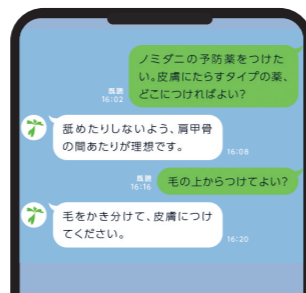 ノミダニの予防薬をつけた
い。皮膚にたらすタイプの薬、
どこにつければよい?
既読
16:02
舐めたりしないよう、肩甲骨
の間あたりが理想です。
16:08
毛の上からつけてよい?
既読
16:16
毛をかき分けて、皮膚につけ
てください。
16:20